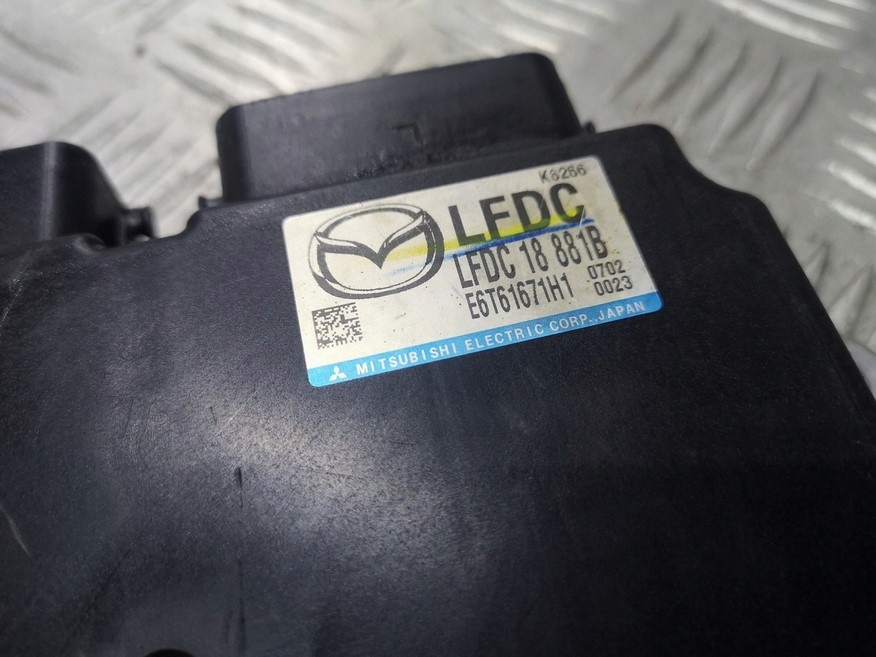 K8266
LFDC
LFDC 18 881B
E6T61671H1 0702
0023
MITSUBISHI ELECTRIC CORP., JAPAN